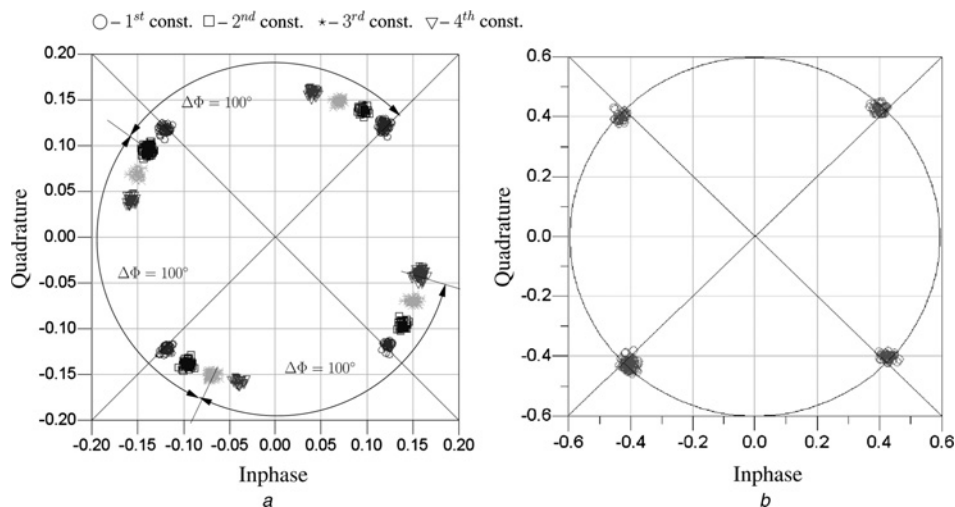 ○ – 1st const. □ – 2nd const. ⋆ – 3rd const. ▽ – 4th const.
0.20
0.15
0.10
0.05
0.00
-0.05
-0.10
-0.15
-0.20
Quadrature
ΔΦ = 100°
ΔΦ = 100°
ΔΦ = 100°
-0.20 -0.15 -0.10 -0.05 0.00 0.05 0.10 0.15 0.20
Inphase
a
0.6
0.4
0.2
0.0
-0.2
-0.4
-0.6
Quadrature
-0.6 -0.4 -0.2 0.0 0.2 0.4 0.6
Inphase
b